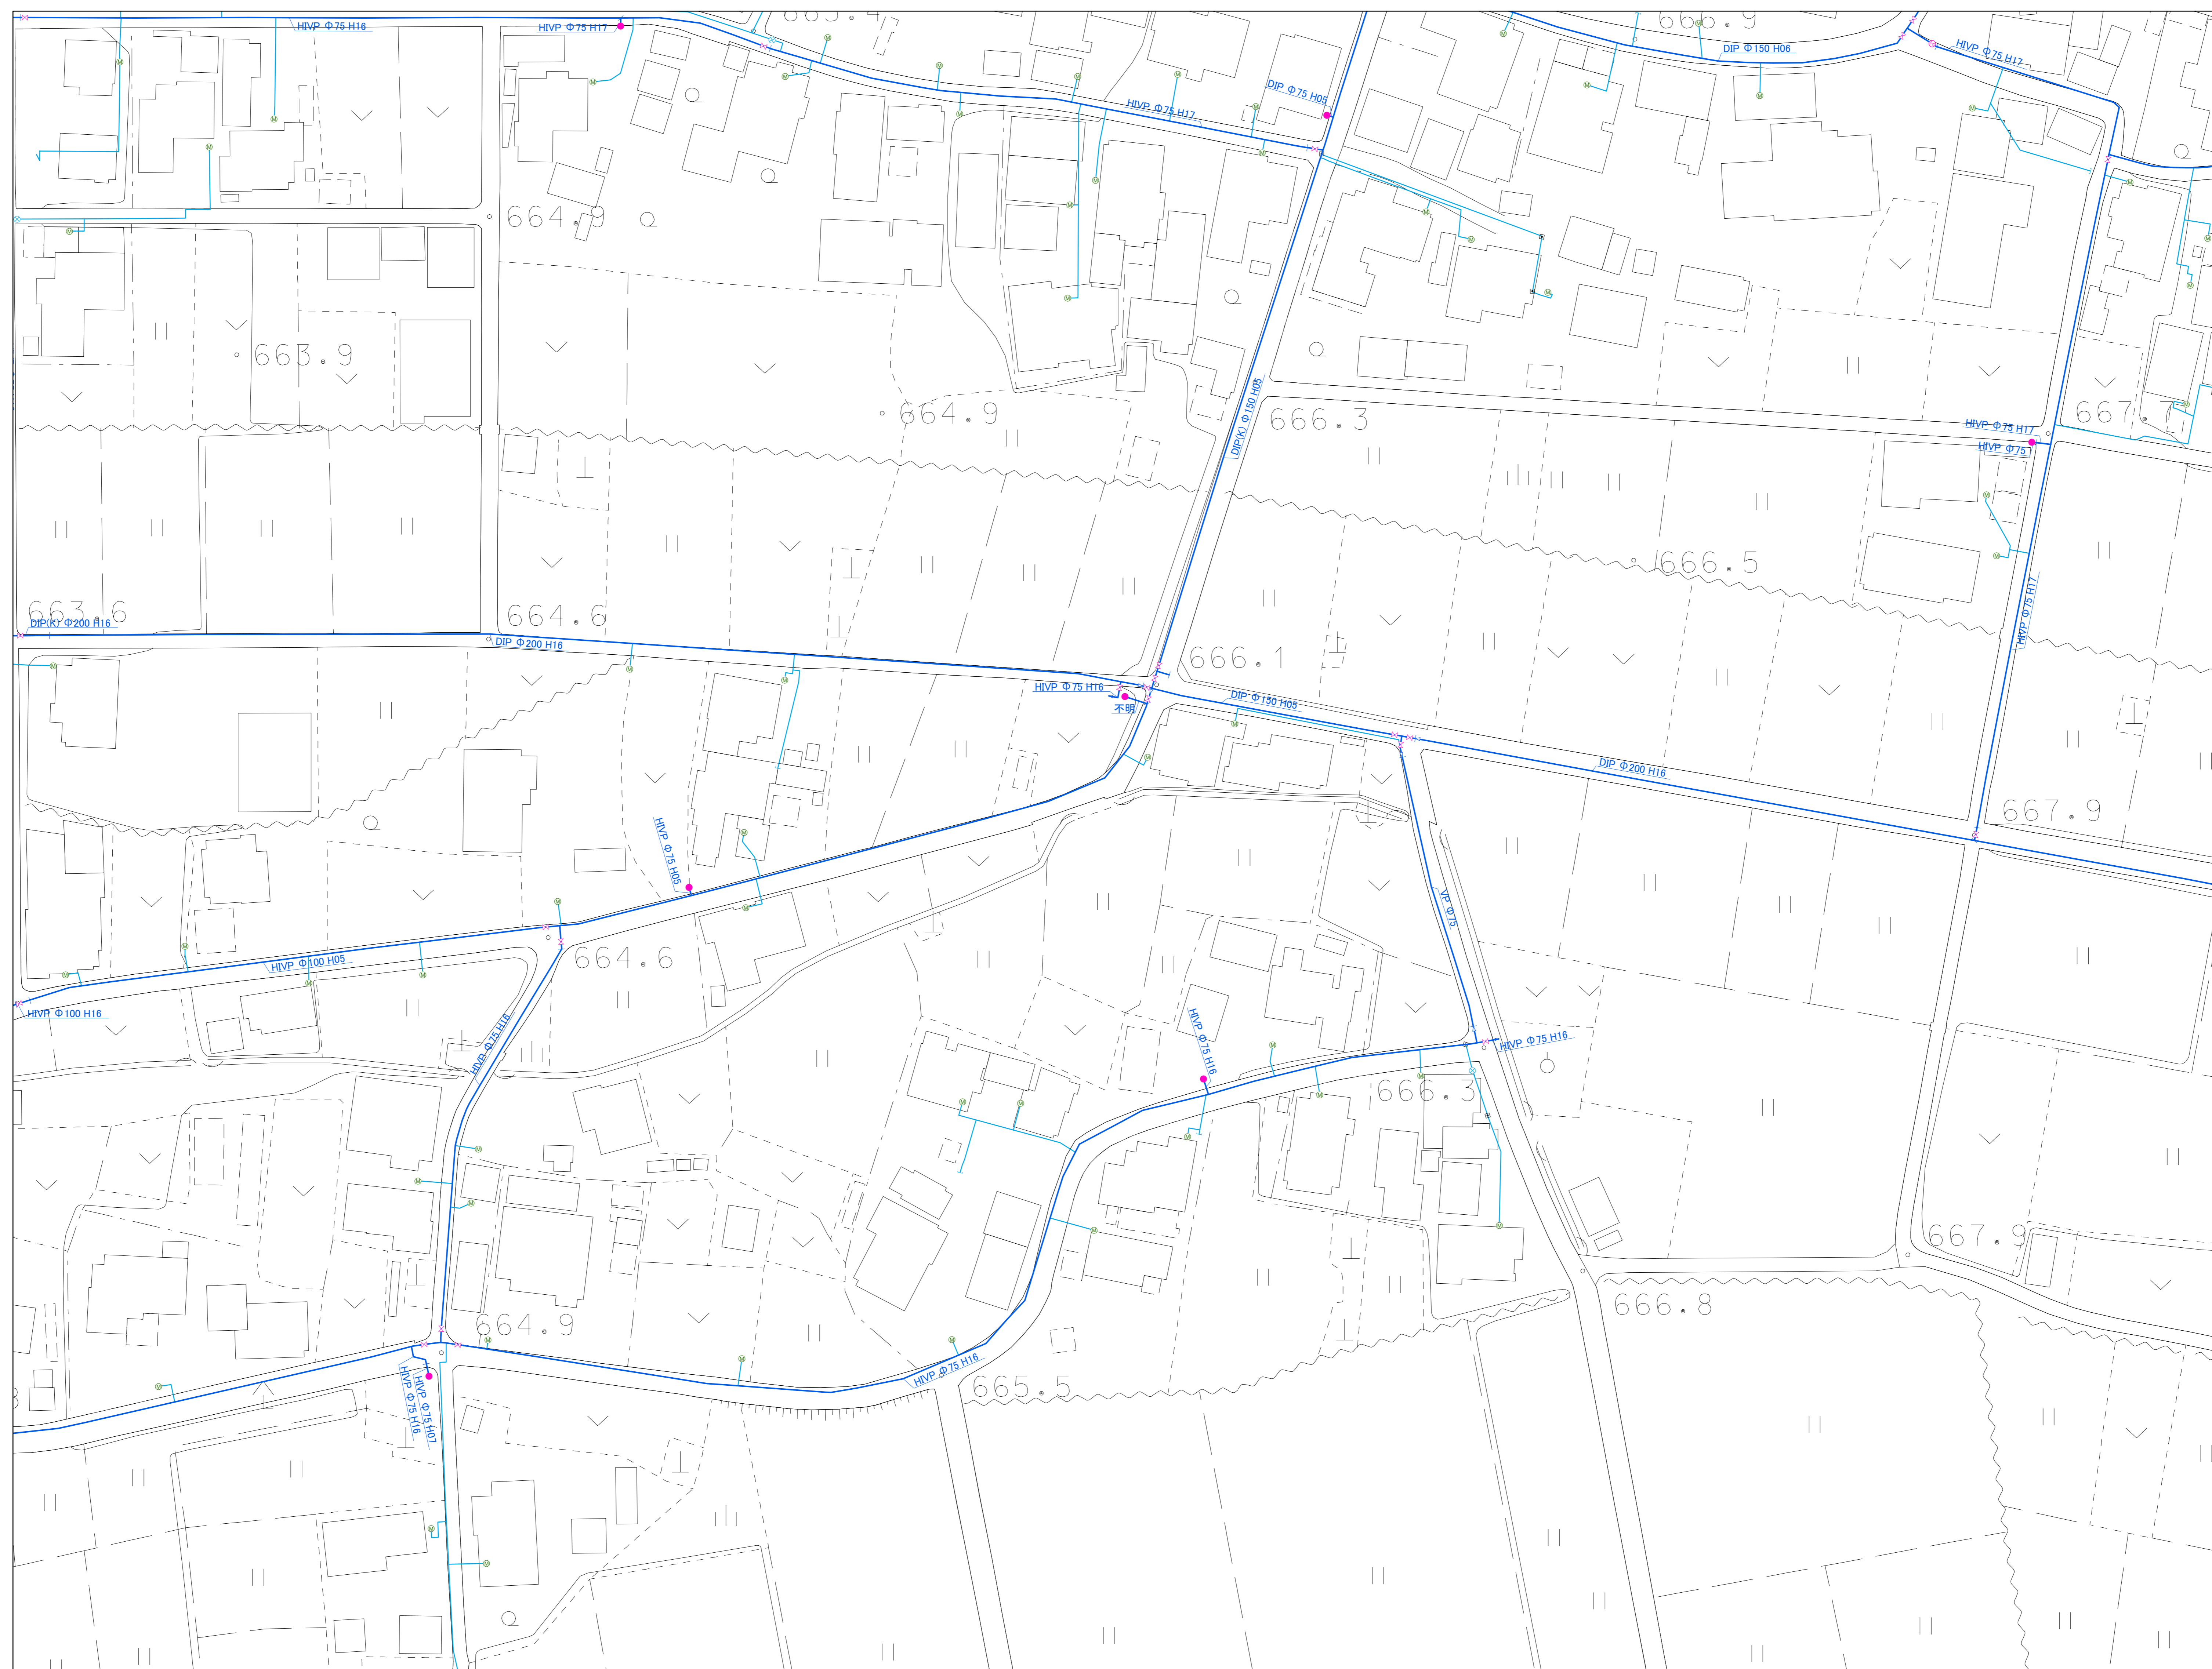 HIVP Φ75 H16
HIVP Φ75 H17
DIP Φ75 H05
HIVP Φ75 H17
DIP Φ150 H06
HIVP Φ75 H17
664.9
663.9
664.9
DIP(K) Φ150 H05
666.3
HIVP Φ75 H17
HIVP Φ75
667.7
666.5
663.6
DIP(K) Φ200 H16
664.6
DIP Φ200 H16
HIVP Φ75 H17
666.1
HIVP Φ75 H16
不明
DIP Φ150 H05
DIP Φ200 H16
667.9
HIVP Φ75 H05
VP Φ75
HIVP Φ100 H05
664.6
HIVP Φ100 H16
HIVP Φ75 H16
HIVP Φ75 H16
HIVP Φ75 H16
666.3
667.9
664.9
666.8
HIVP Φ75 H16
HIVP Φ75 H07
HIVP Φ75 H16
665.5